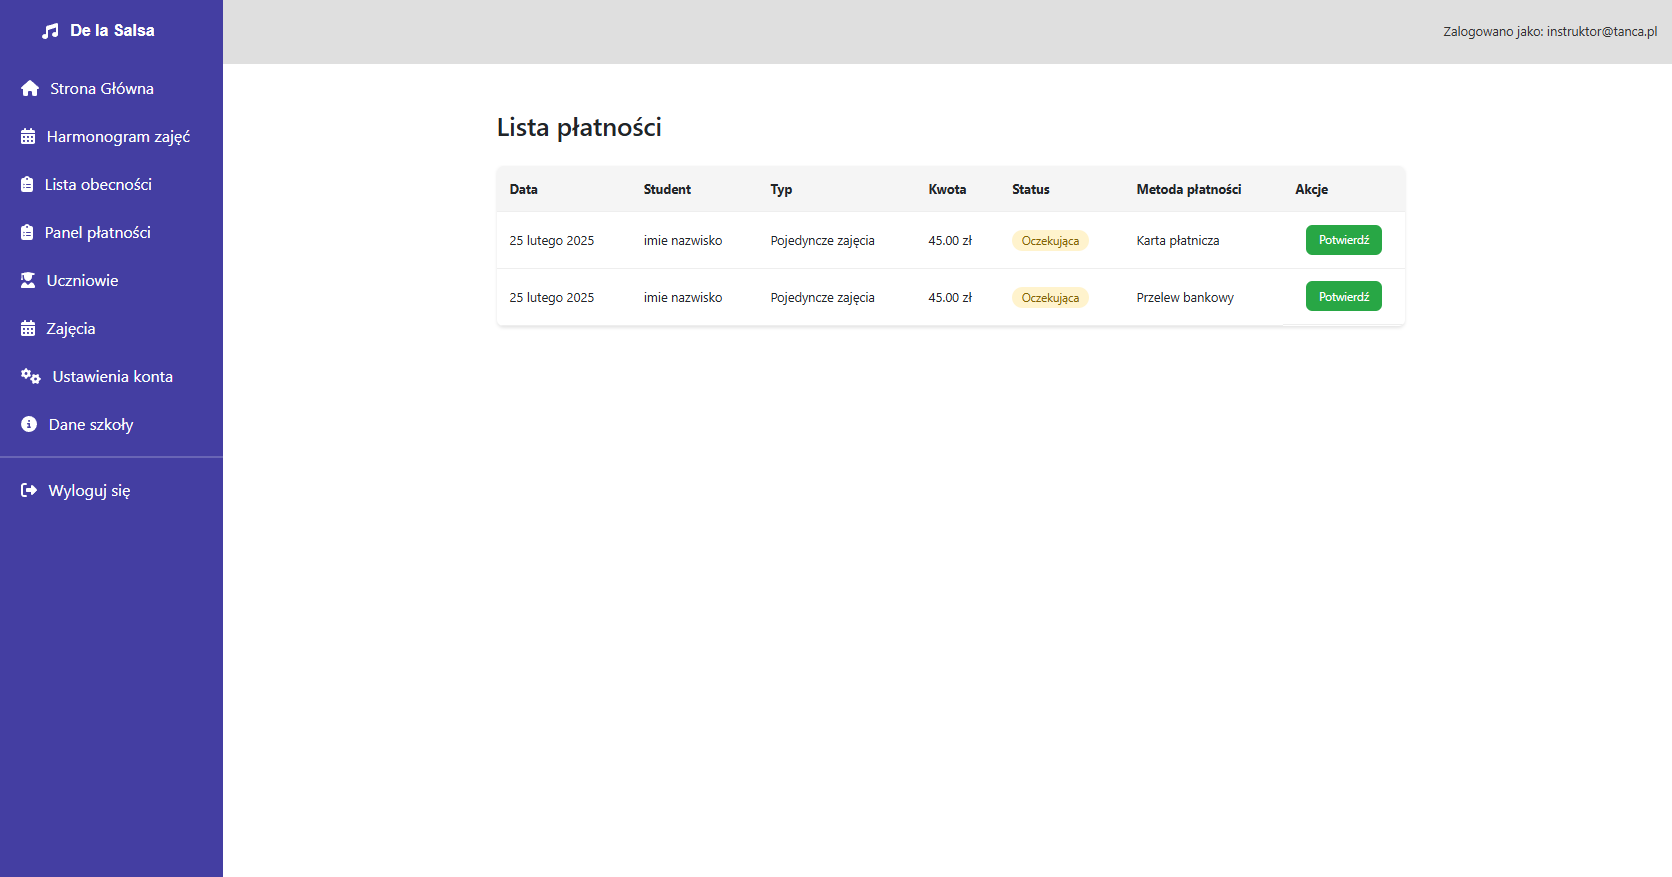 De la Salsa
Zalogowano jako: instruktor@tanca.pl
Strona Główna
Harmonogram zajęć
Lista obecności
Panel płatności
Uczniowie
Zajęcia
Ustawienia konta
Dane szkoły
Wyloguj się
Lista płatności
Data Student Typ Kwota Status Metoda płatności Akcje
25 lutego 2025 imie nazwisko Pojedyncze zajęcia 45.00 zł Oczekująca Karta płatnicza Potwierdź
25 lutego 2025 imie nazwisko Pojedyncze zajęcia 45.00 zł Oczekująca Przelew bankowy Potwierdź